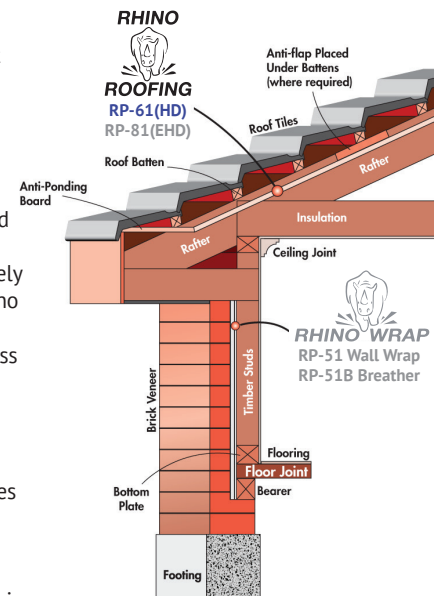 RHINO
ROOFING
RP-61(HD)
RP-81(EHD)
Anti-flap Placed
Under Battens
(where required)
Roof Tiles
Roof Batten
Rafter
Anti-Ponding
Board
Insulation
Rafter
Ceiling Joint
RHINO WRAP
RP-51 Wall Wrap
RP-51B Breather
Timber Studs
Brick Veneer
Flooring
Floor Joint
Bottom
Plate
Bearer
Footing